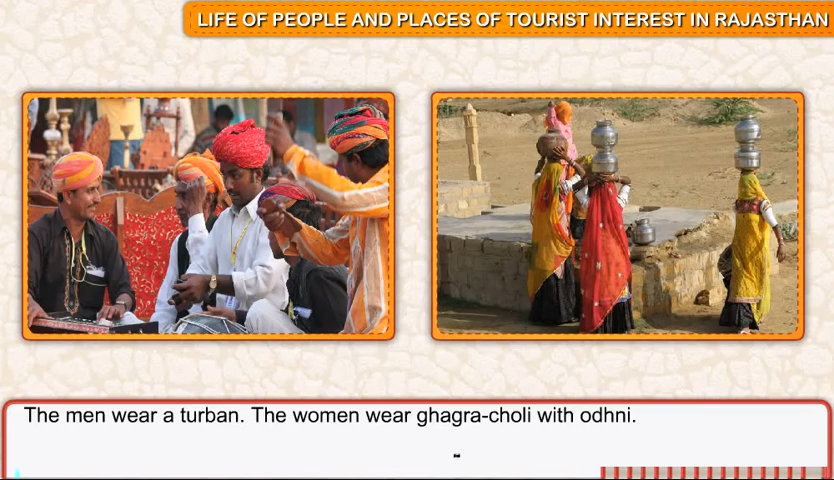 LIFE OF PEOPLE AND PLACES OF TOURIST INTEREST IN RAJASTHAN
The men wear a turban. The women wear ghagra-choli with odhni.